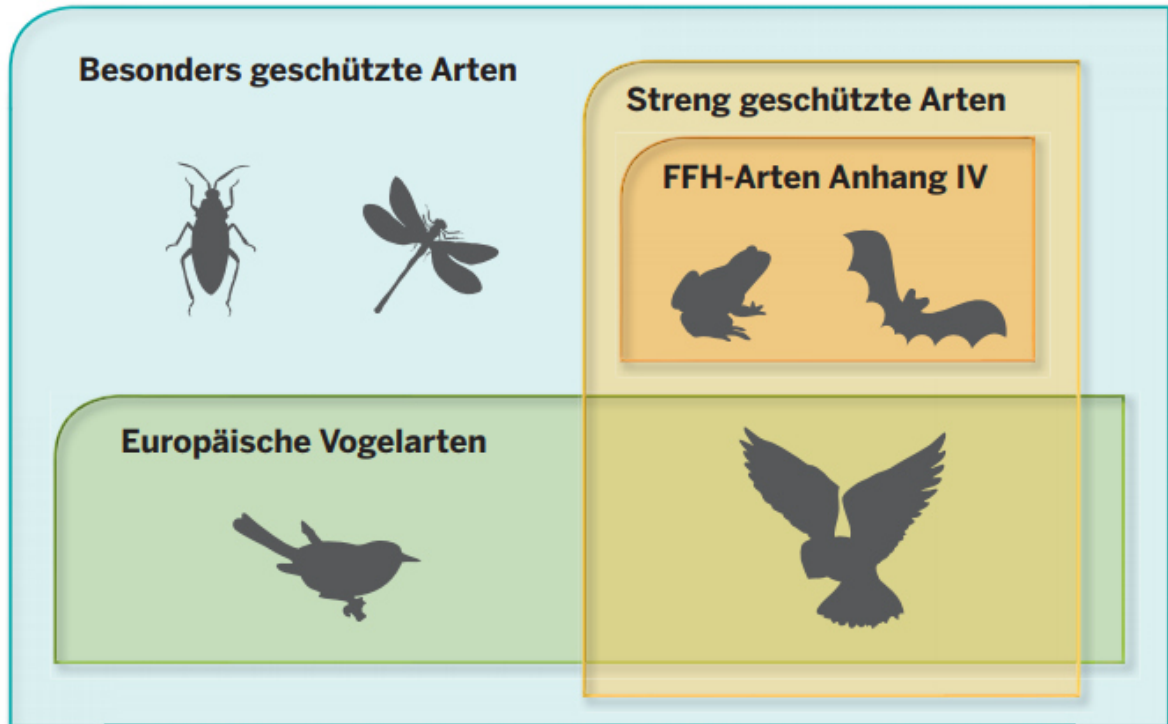 Besonders geschützte Arten
Streng geschützte Arten
FFH-Arten Anhang IV
Europäische Vogelarten